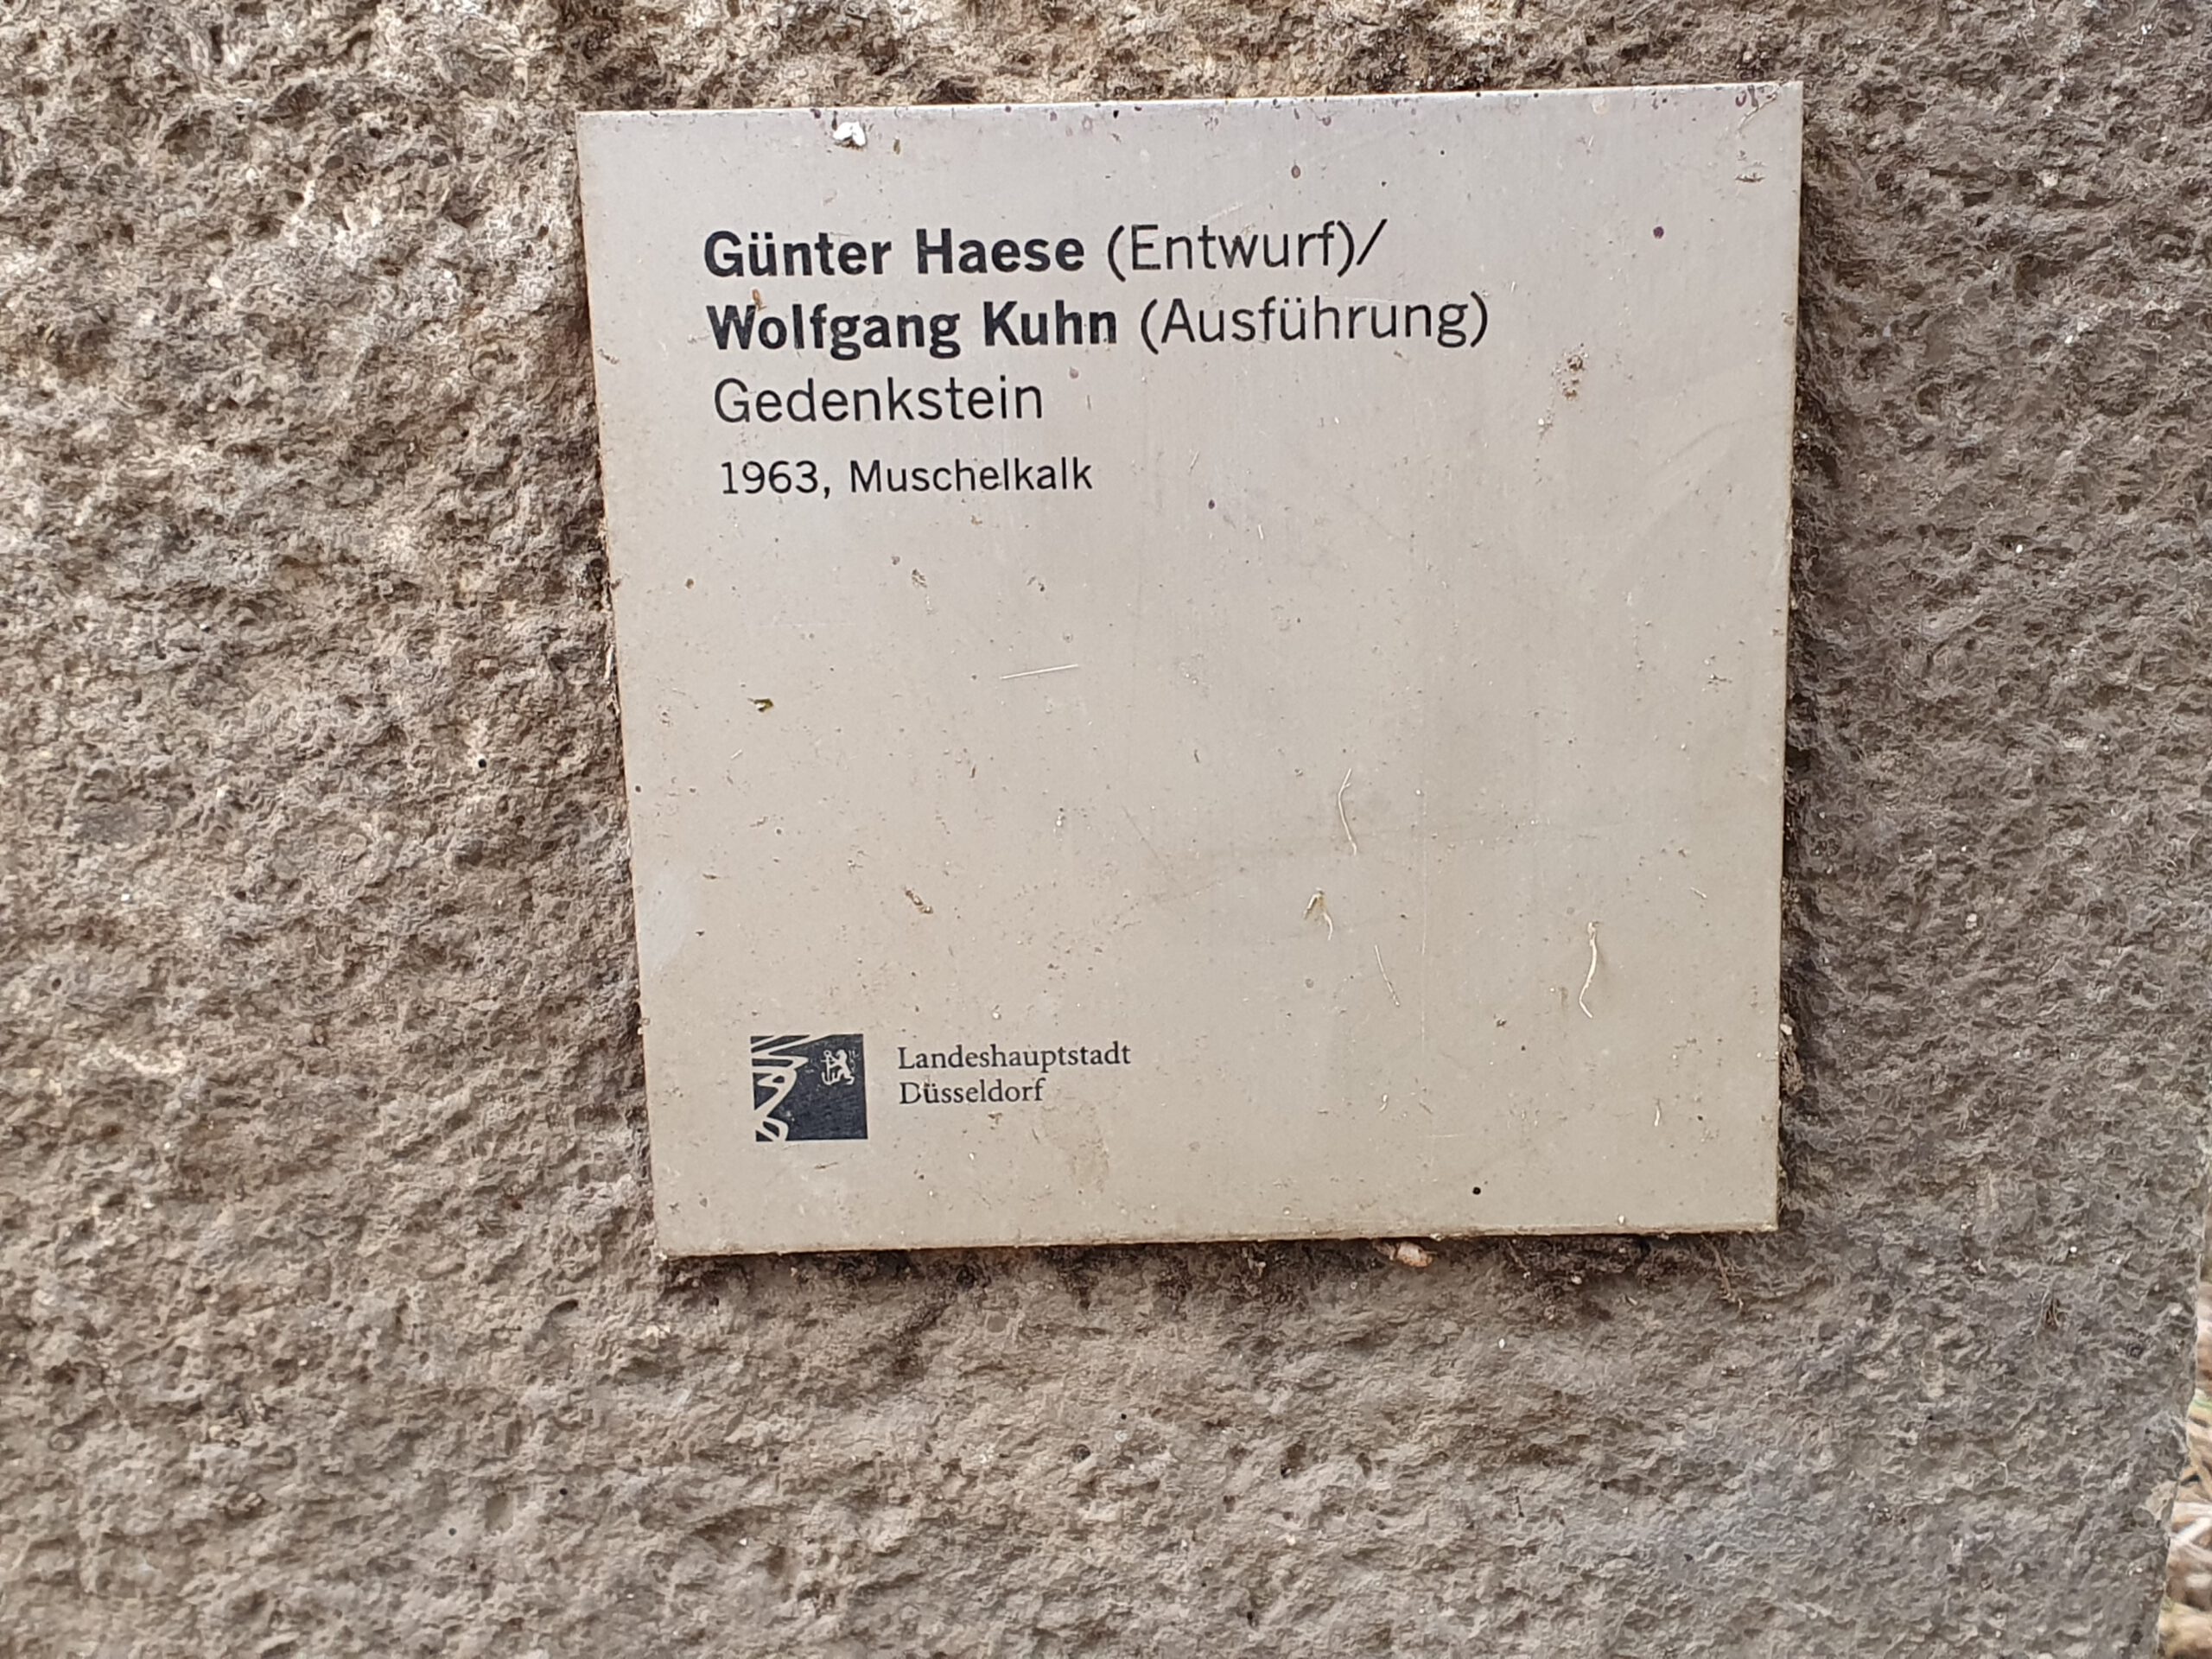 Günter Haese (Entwurf)/
Wolfgang Kuhn (Ausführung)
Gedenkstein
1963, Muschelkalk
Landeshauptstadt
Düsseldorf